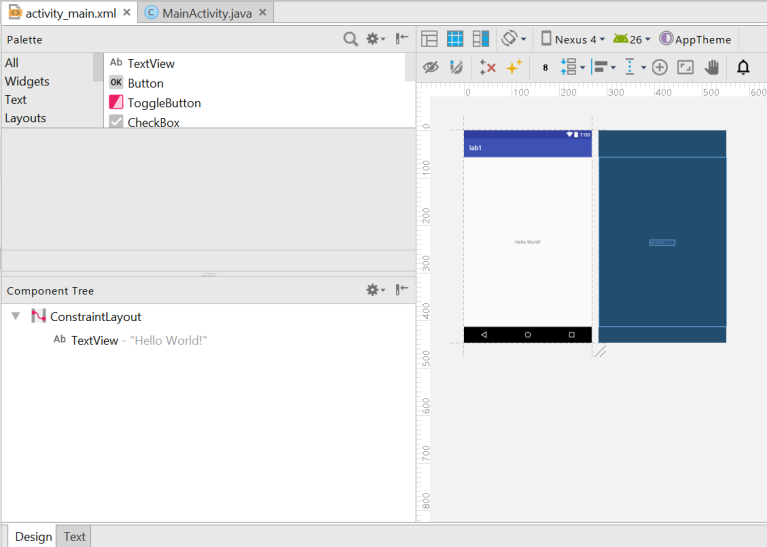 activity_main.xml MainActivity.java
Palette
Nexus 4 26 AppTheme
All
Widgets
Text
Layouts
Ab TextView
OK Button
ToggleButton
CheckBox
8
0 100 200 300 400 500 600
0
100
200
300
400
500
600
700
800
7:00
lab1
Hello World!
Component Tree
ConstraintLayout
Ab TextView - "Hello World!"
Design Text